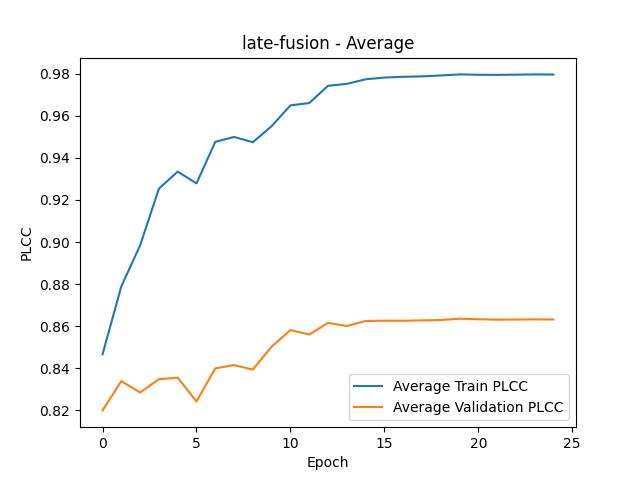 late-fusion - Average
0.98
0.96
0.94
0.92
0.90
0.88
0.86
0.84
0.82
PLCC
Average Train PLCC
Average Validation PLCC
0 5 10 15 20 25
Epoch